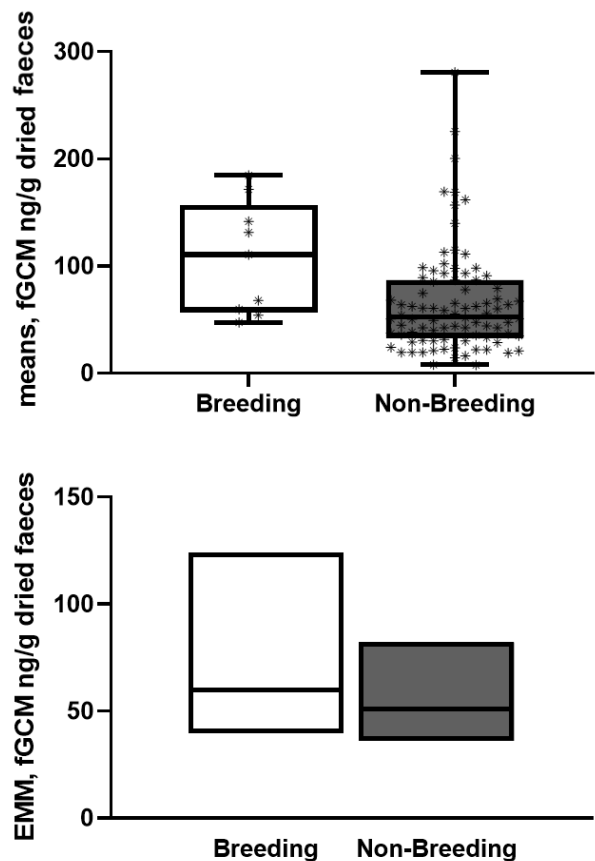 means, fGCM ng/g dried faeces
300
200
100
0
Breeding Non-Breeding
EMM, fGCM ng/g dried faeces
150
100
50
0
Breeding Non-Breeding